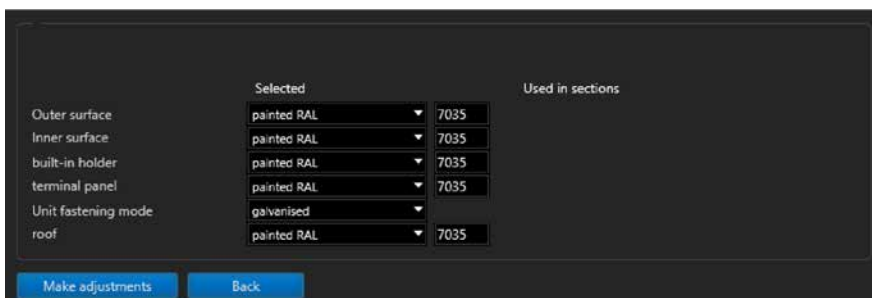 Selected Used in sections
Outer surface painted RAL 7035
Inner surface painted RAL 7035
built-in holder painted RAL 7035
terminal panel painted RAL 7035
Unit fastening mode galvanised
roof painted RAL 7035
Make adjustments Back